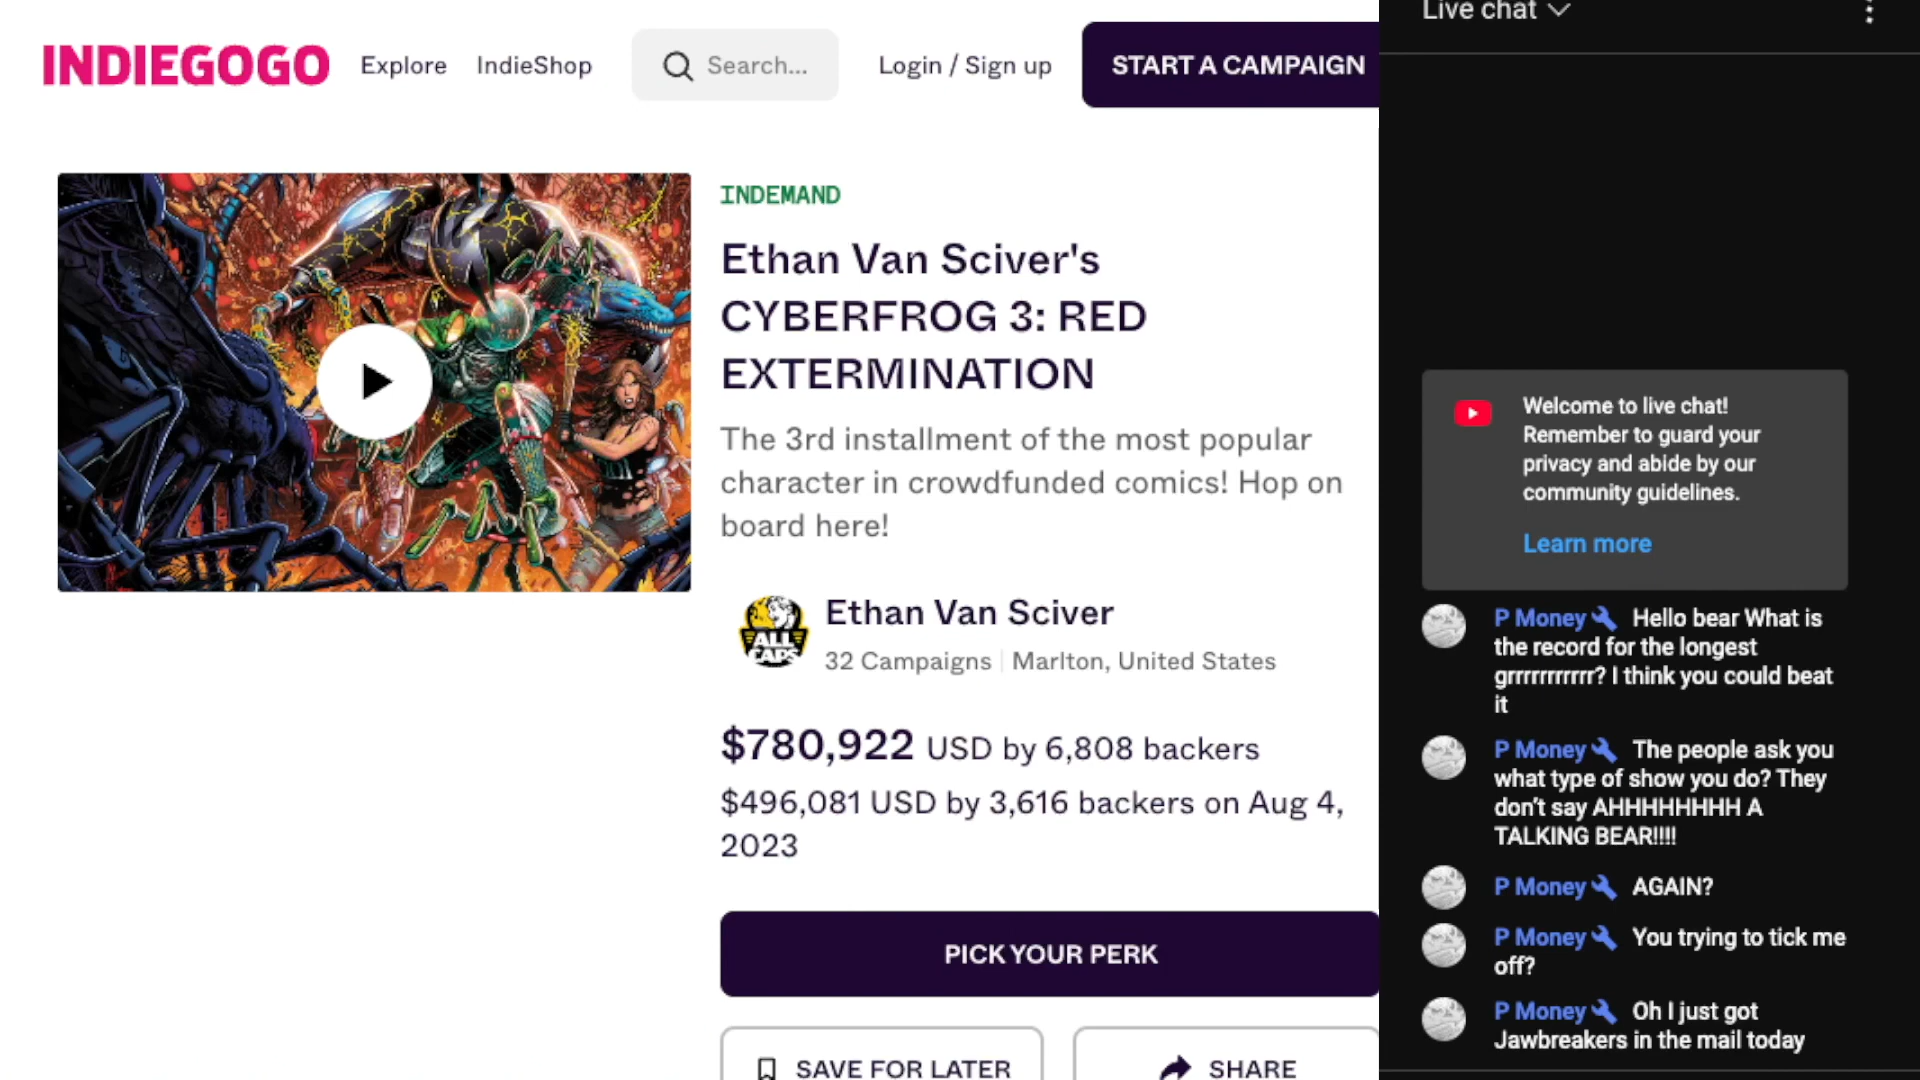 INDIEGOGO Explore IndieShop Search... Login / Sign up START A CAMPAIGN
INDEMAND
Ethan Van Sciver's
CYBERFROG 3: RED
EXTERMINATION
The 3rd installment of the most popular
character in crowdfunded comics! Hop on
board here!
ALL
CAPS
Ethan Van Sciver
32 Campaigns Marlton, United States
$780,922 USD by 6,808 backers
$496,081 USD by 3,616 backers on Aug 4,
2023
PICK YOUR PERK
SAVE FOR LATER SHARE
Live chat
Welcome to live chat!
Remember to guard your
privacy and abide by our
community guidelines.
Learn more
P Money Hello bear What is
the record for the longest
grrrrrrrrrrr? I think you could beat
it
P Money The people ask you
what type of show you do? They
don't say AHHHHHHHH A
TALKING BEAR!!!!
P Money AGAIN?
P Money You trying to tick me
off?
P Money Oh I just got
Jawbreakers in the mail today